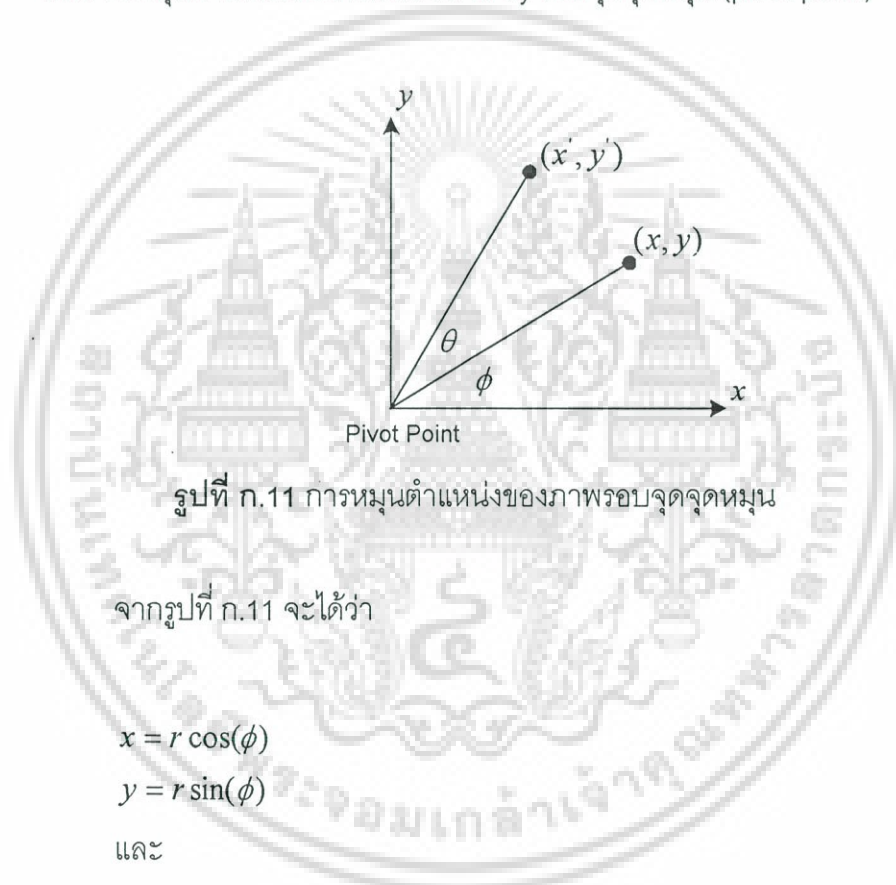 y
(x', y')
(x, y)
θ
φ
x
Pivot Point
รูปที่ ก.11 การหมุนตำแหน่งของภาพรอบจุดจุดหมุน
จากรูปที่ ก.11 จะได้ว่า
x = r cos(φ)
y = r sin(φ)
และ